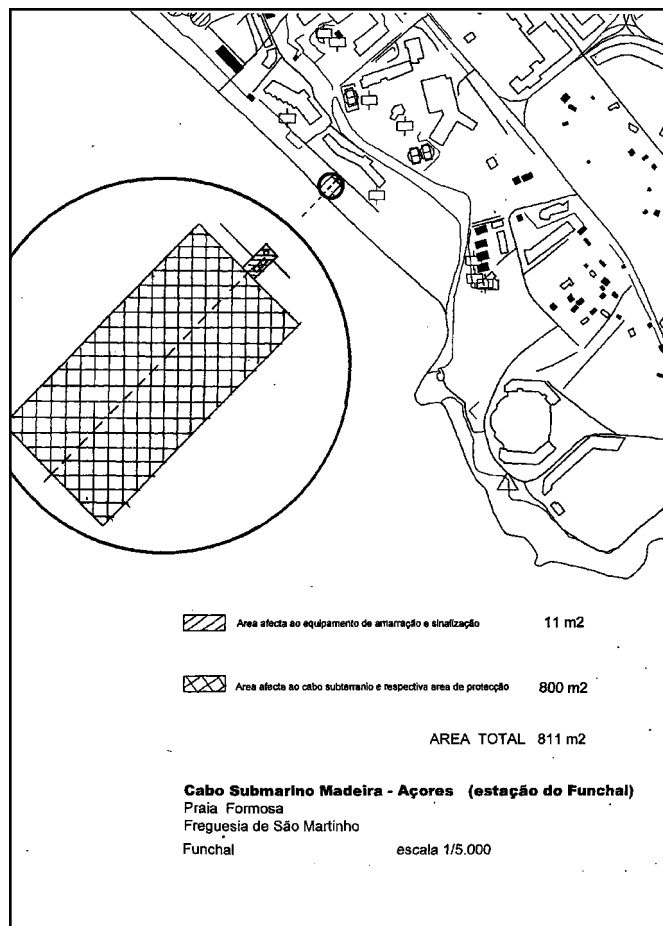 Area afecta ao equipamento de amarração e sinalização 11 m2
Area afecta ao cabo subterranio e respectiva area de protecção 800 m2
AREA TOTAL 811 m2
Cabo Submarino Madeira - Açores (estação do Funchal)
Praia Formosa
Freguesia de São Martinho
Funchal escala 1/5.000